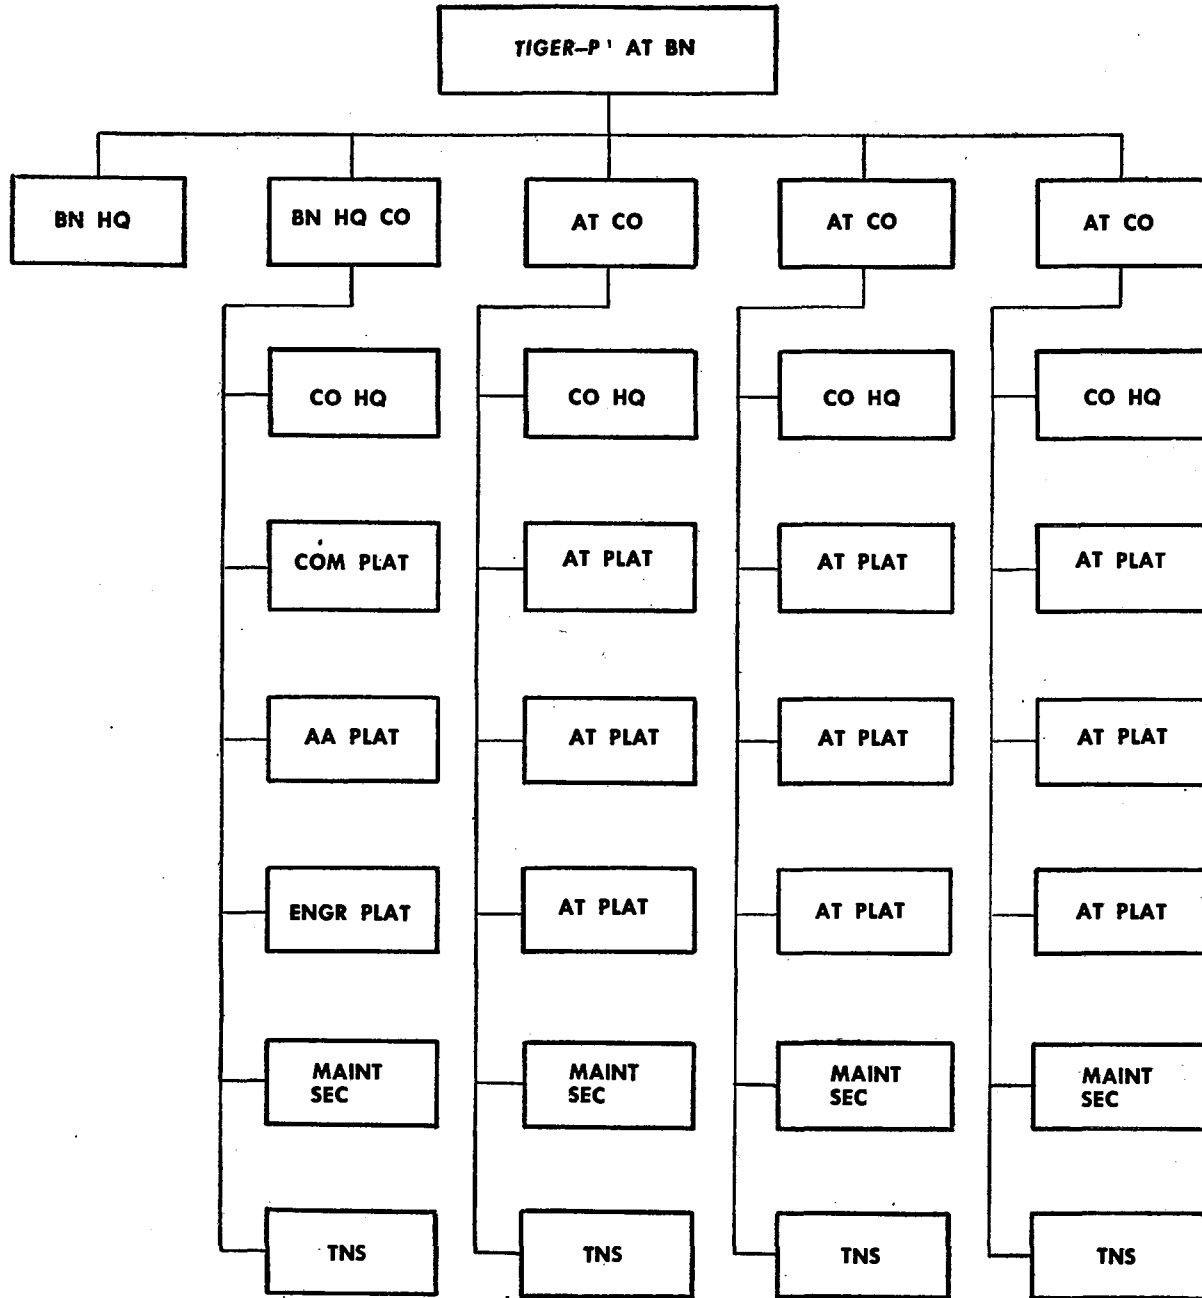 TIGER–P¹ AT BN
BN HQ
BN HQ CO
AT CO
AT CO
AT CO
CO HQ
CO HQ
CO HQ
CO HQ
COM PLAT
AT PLAT
AT PLAT
AT PLAT
AA PLAT
AT PLAT
AT PLAT
AT PLAT
ENGR PLAT
AT PLAT
AT PLAT
AT PLAT
MAINT
SEC
MAINT
SEC
MAINT
SEC
MAINT
SEC
TNS
TNS
TNS
TNS